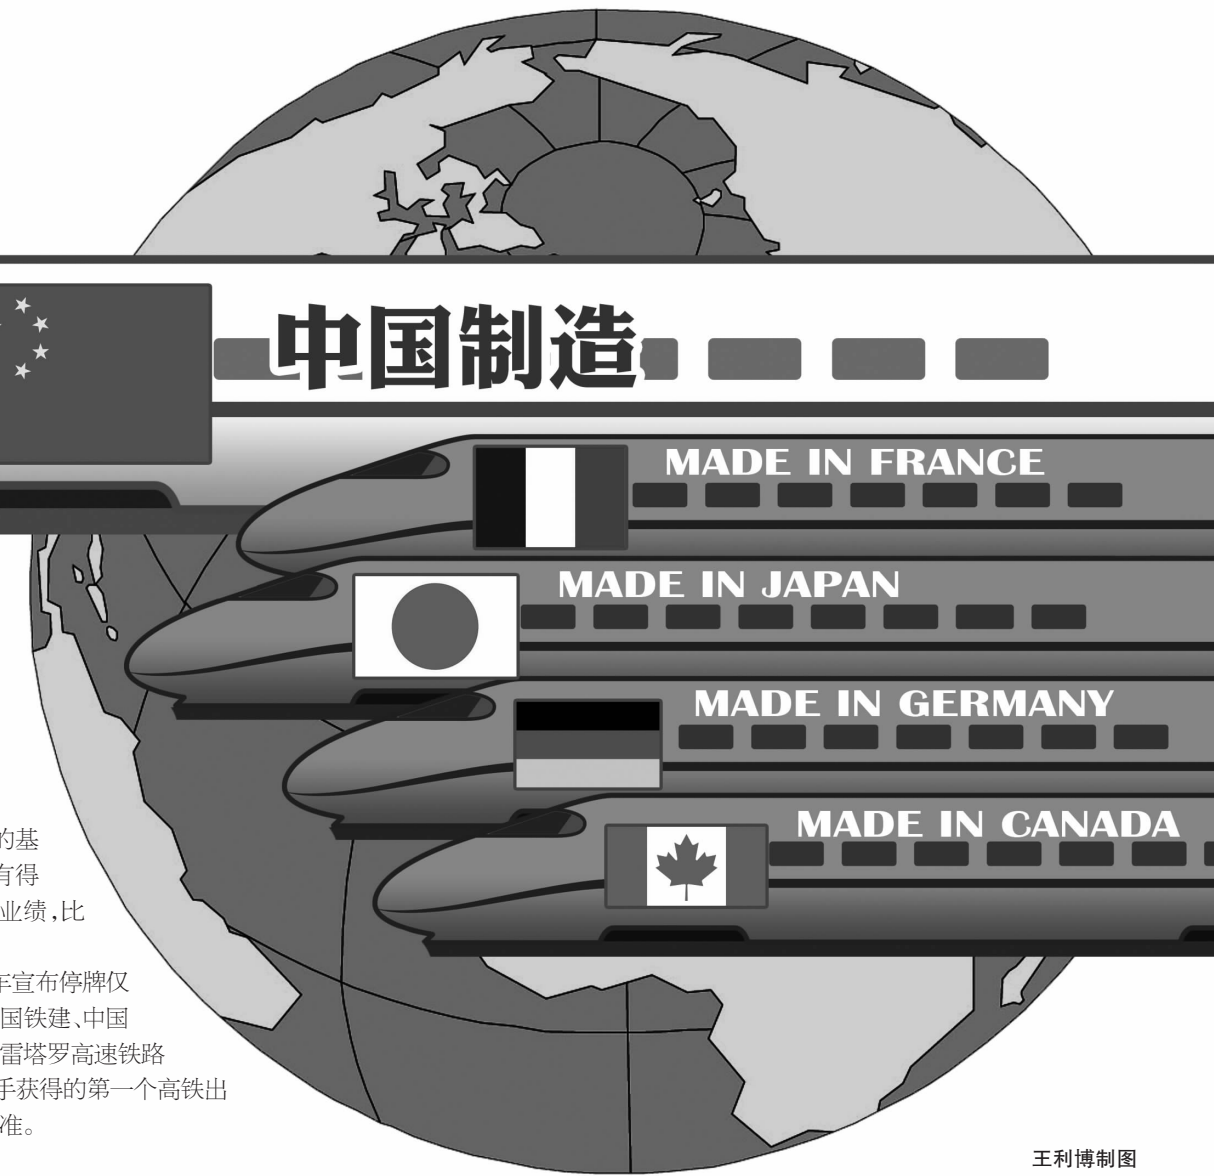 中国制造
MADE IN FRANCE
MADE IN JAPAN
MADE IN GERMANY
MADE IN CANADA
的基
有得
业绩，比
车宣布停牌仅
国铁建、中国
雷塔罗高速铁路
手获得的第一个高铁出
准。
王利博制图